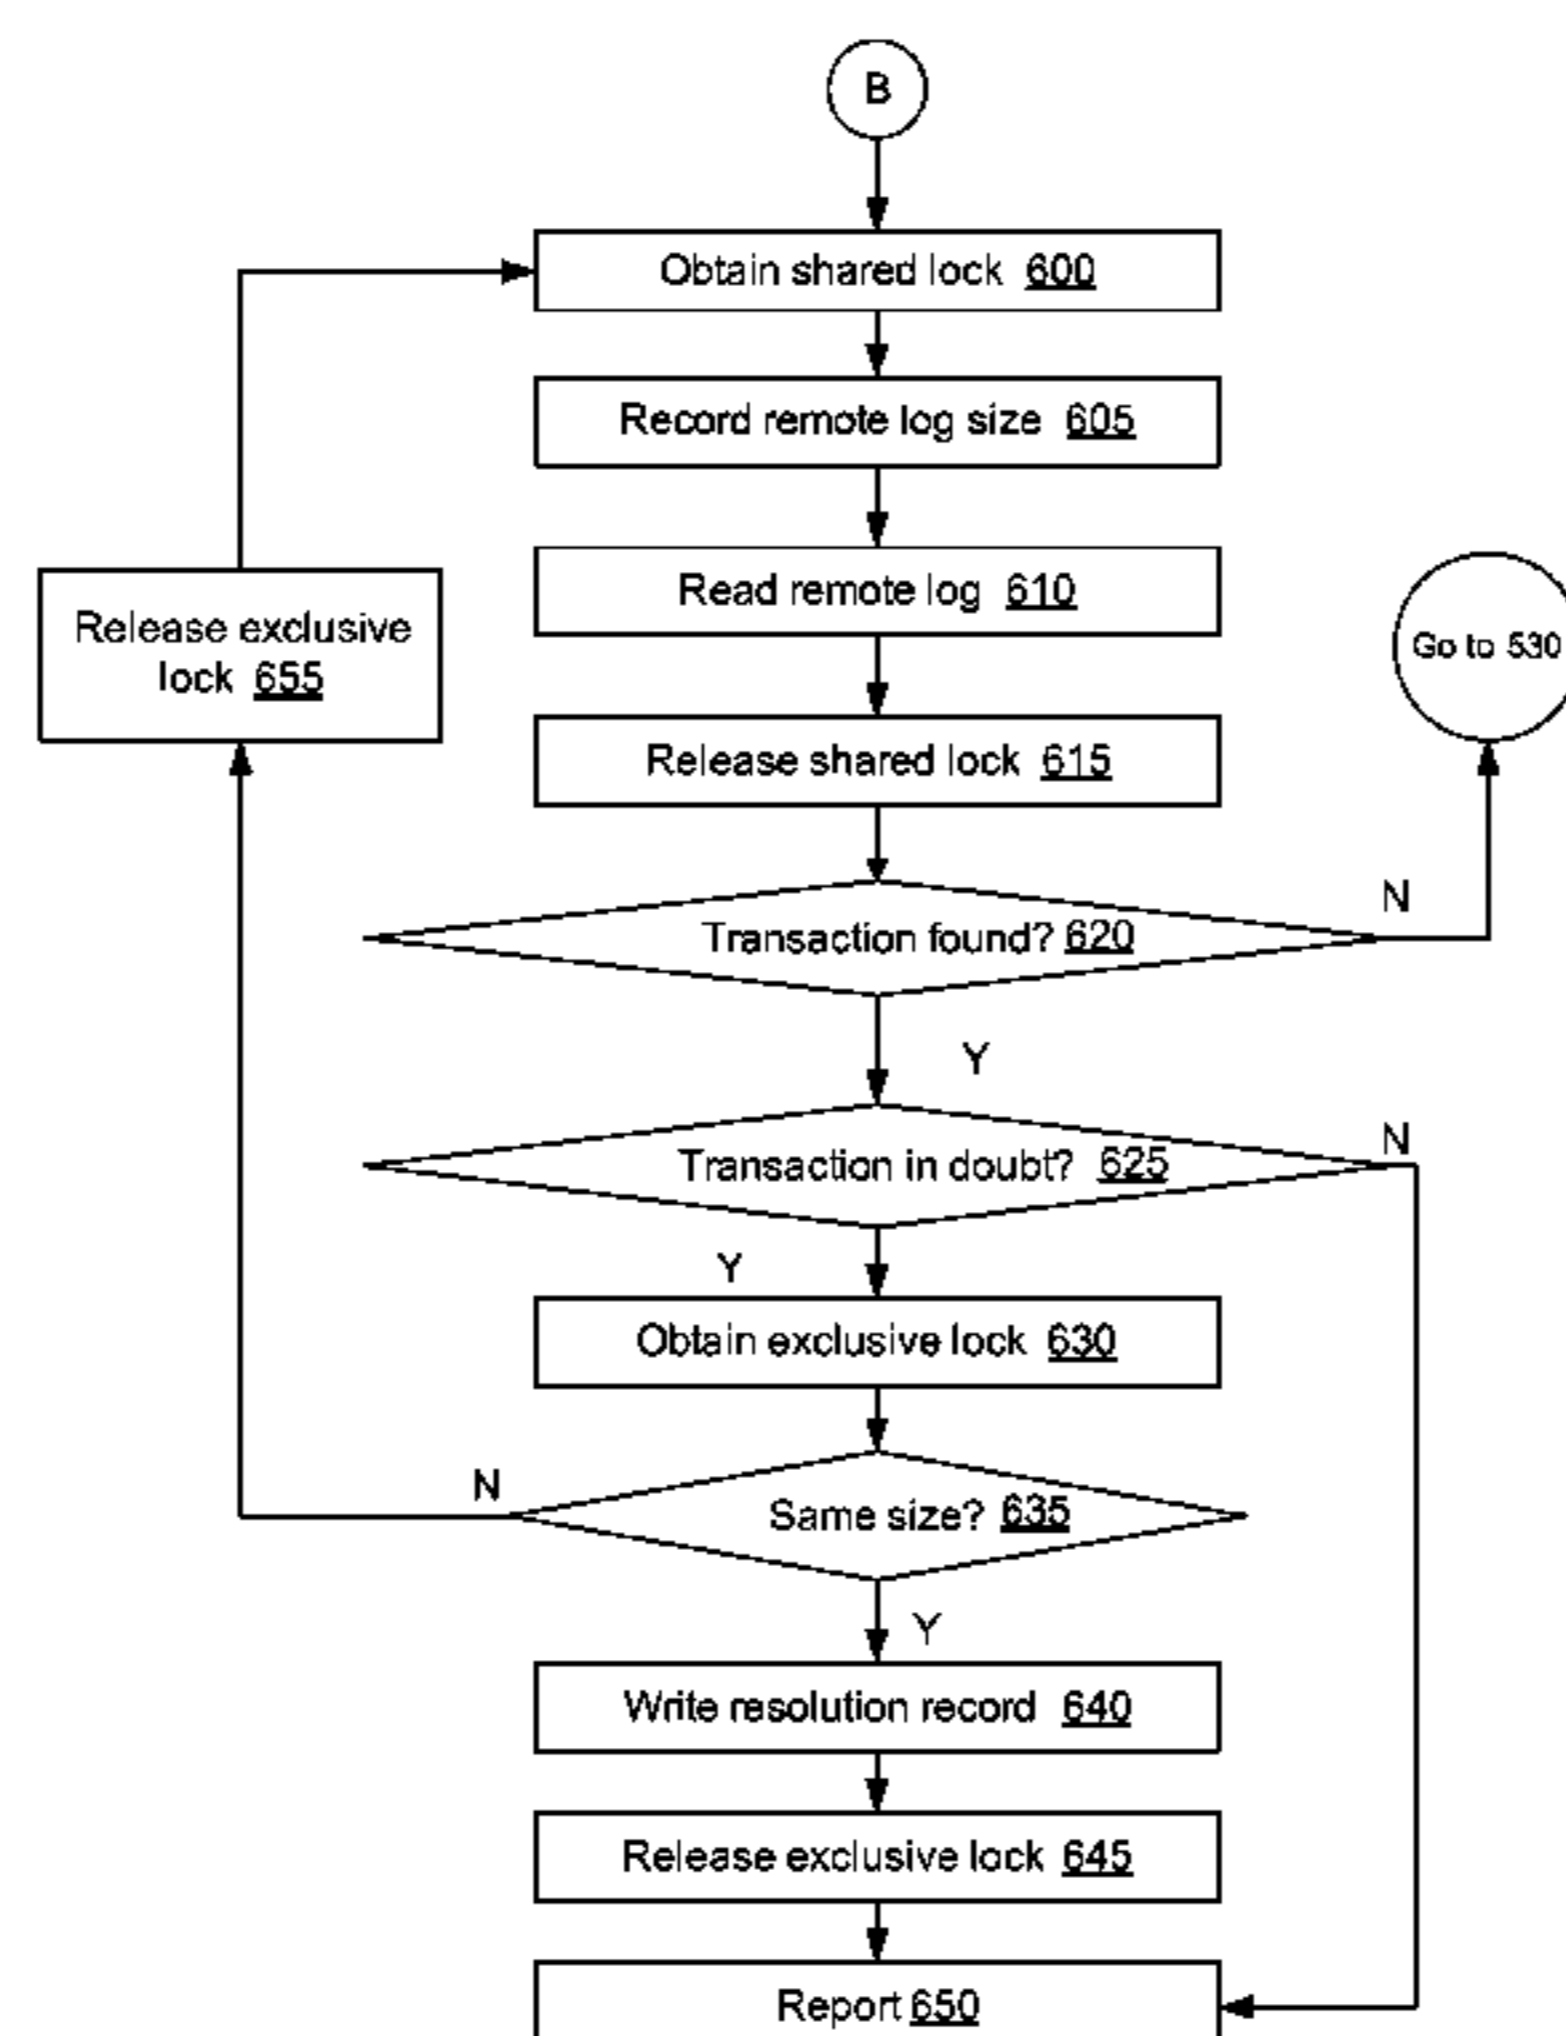 B
Obtain shared lock 600
Record remote log size 605
Read remote log 610
Release exclusive
lock 655
Go to 530
Release shared lock 615
N
Transaction found? 620
Y
N
Transaction in doubt? 625
Y
Obtain exclusive lock 630
N
Same size? 635
Y
Write resolution record 640
Release exclusive lock 645
Report 650